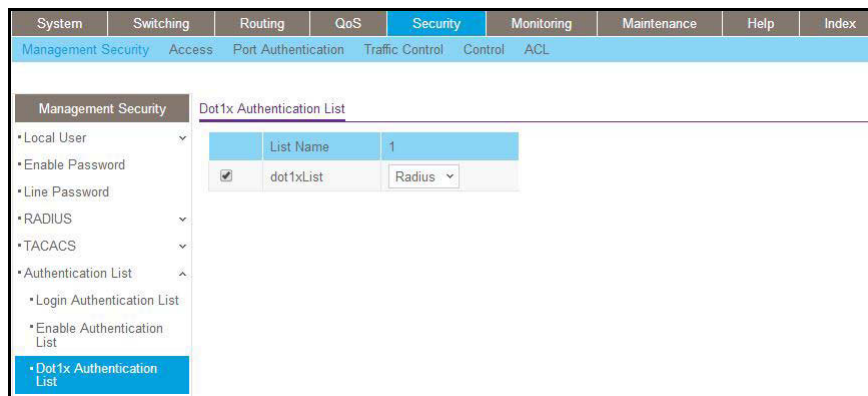 System Switching Routing QoS Security Monitoring Maintenance Help Index
Management Security Access Port Authentication Traffic Control Control ACL
Management Security
Dot1x Authentication List
Local User
Enable Password
Line Password
RADIUS
TACACS
Authentication List
Login Authentication List
Enable Authentication
List
Dot1x Authentication
List
List Name 1
dot1xList Radius